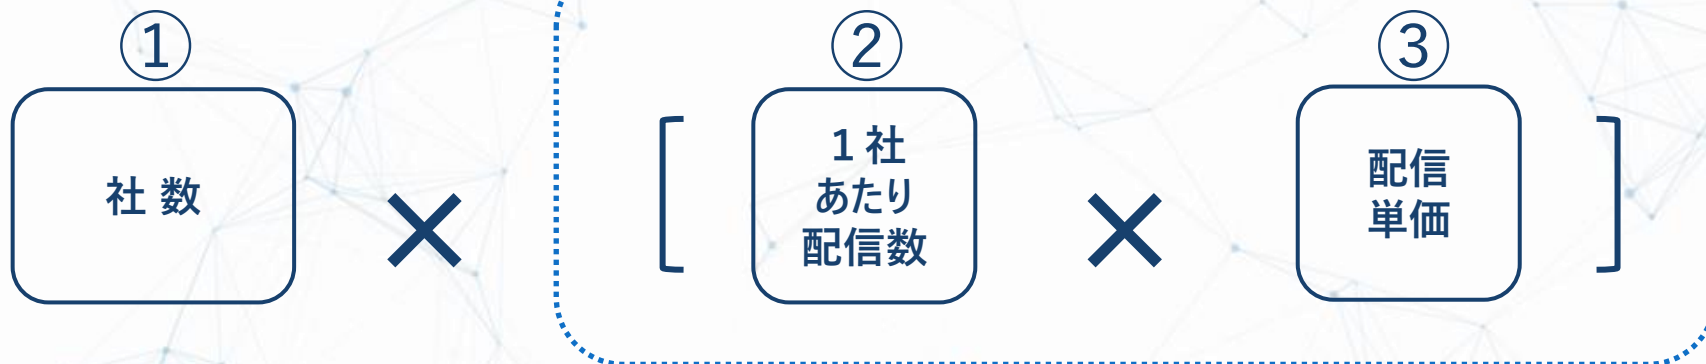 ①
社 数
×
[
②
1 社
あたり
配信数
×
③
配信
単価
]